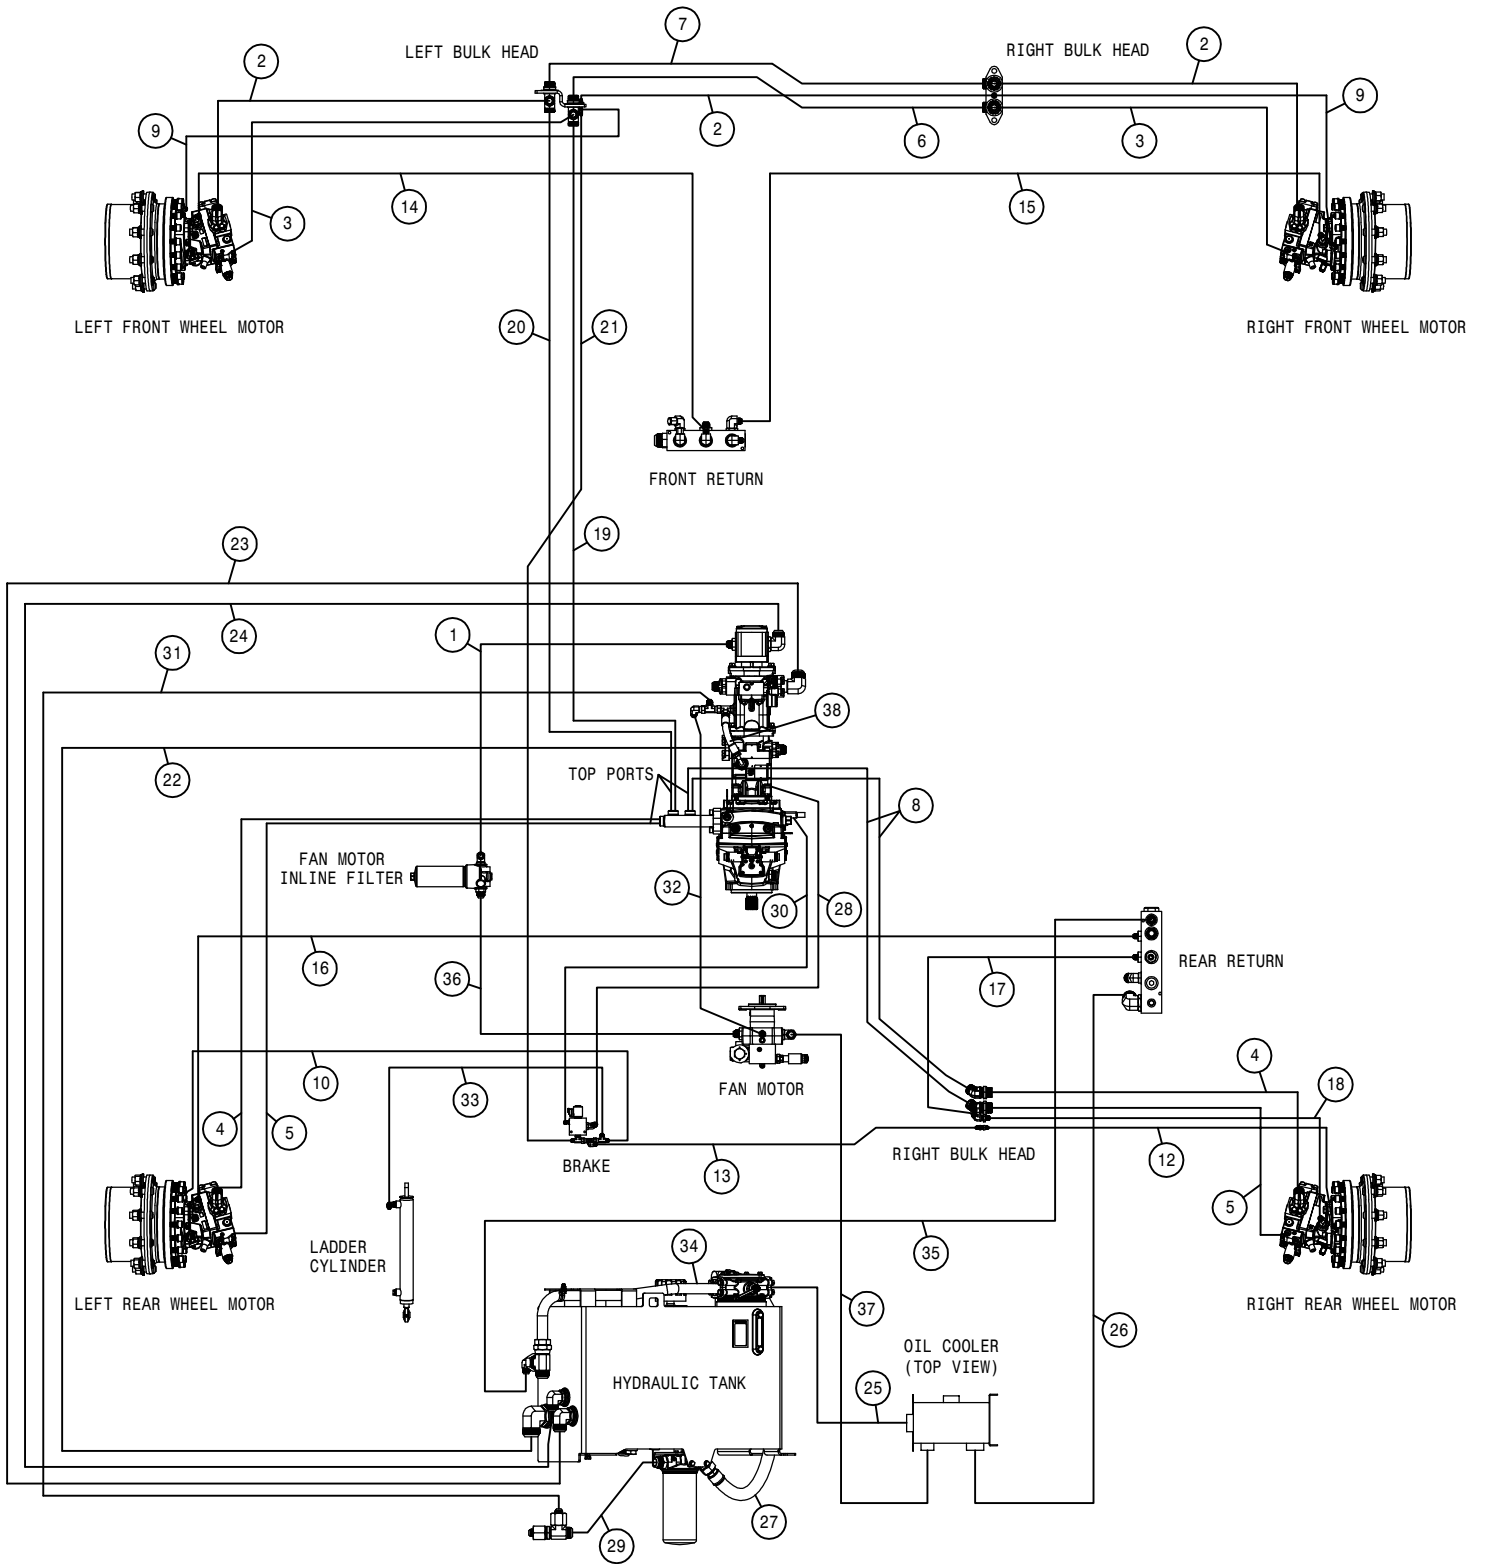 7
2
LEFT BULK HEAD
RIGHT BULK HEAD
2
9
9
2
6
3
14
15
3
LEFT FRONT WHEEL MOTOR
20
21
RIGHT FRONT WHEEL MOTOR
FRONT RETURN
19
23
24
1
31
38
22
TOP PORTS
8
FAN MOTOR
INLINE FILTER
32
30
28
16
36
17
REAR RETURN
10
33
FAN MOTOR
4
18
4
5
BRAKE
13
RIGHT BULK HEAD
12
5
LADDER
CYLINDER
34
35
LEFT REAR WHEEL MOTOR
RIGHT REAR WHEEL MOTOR
37
26
OIL COOLER
(TOP VIEW)
HYDRAULIC TANK
25
27
29